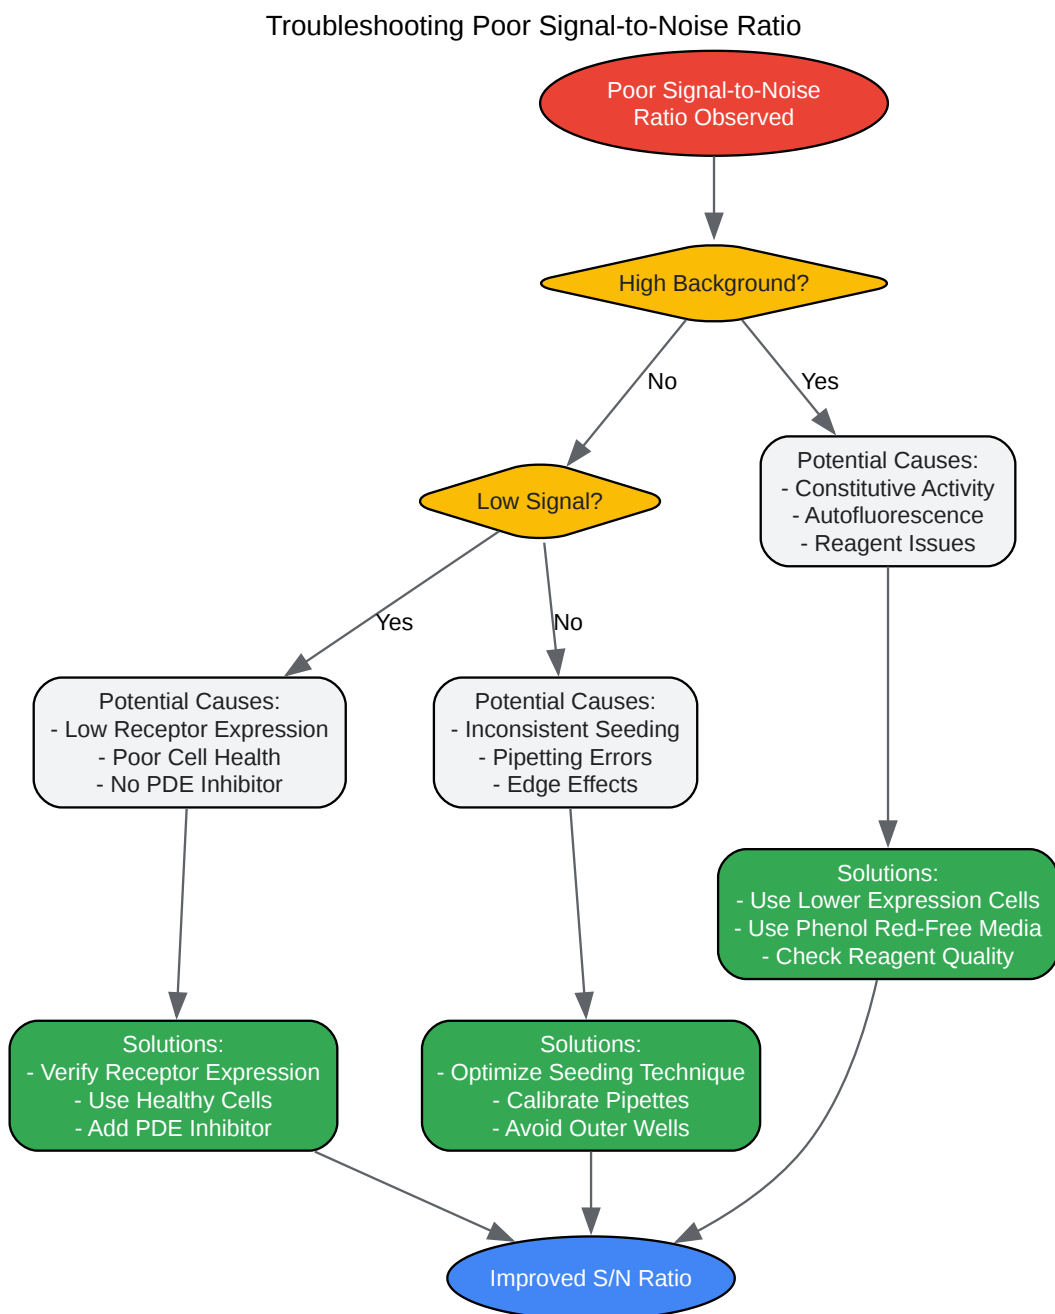 Troubleshooting Poor Signal-to-Noise Ratio
Poor Signal-to-Noise
Ratio Observed
High Background?
No
Yes
Potential Causes:
- Constitutive Activity
- Autofluorescence
- Reagent Issues
Low Signal?
Yes
No
Potential Causes:
- Low Receptor Expression
- Poor Cell Health
- No PDE Inhibitor
Potential Causes:
- Inconsistent Seeding
- Pipetting Errors
- Edge Effects
Solutions:
- Use Lower Expression Cells
- Use Phenol Red-Free Media
- Check Reagent Quality
Solutions:
- Verify Receptor Expression
- Use Healthy Cells
- Add PDE Inhibitor
Solutions:
- Optimize Seeding Technique
- Calibrate Pipettes
- Avoid Outer Wells
Improved S/N Ratio